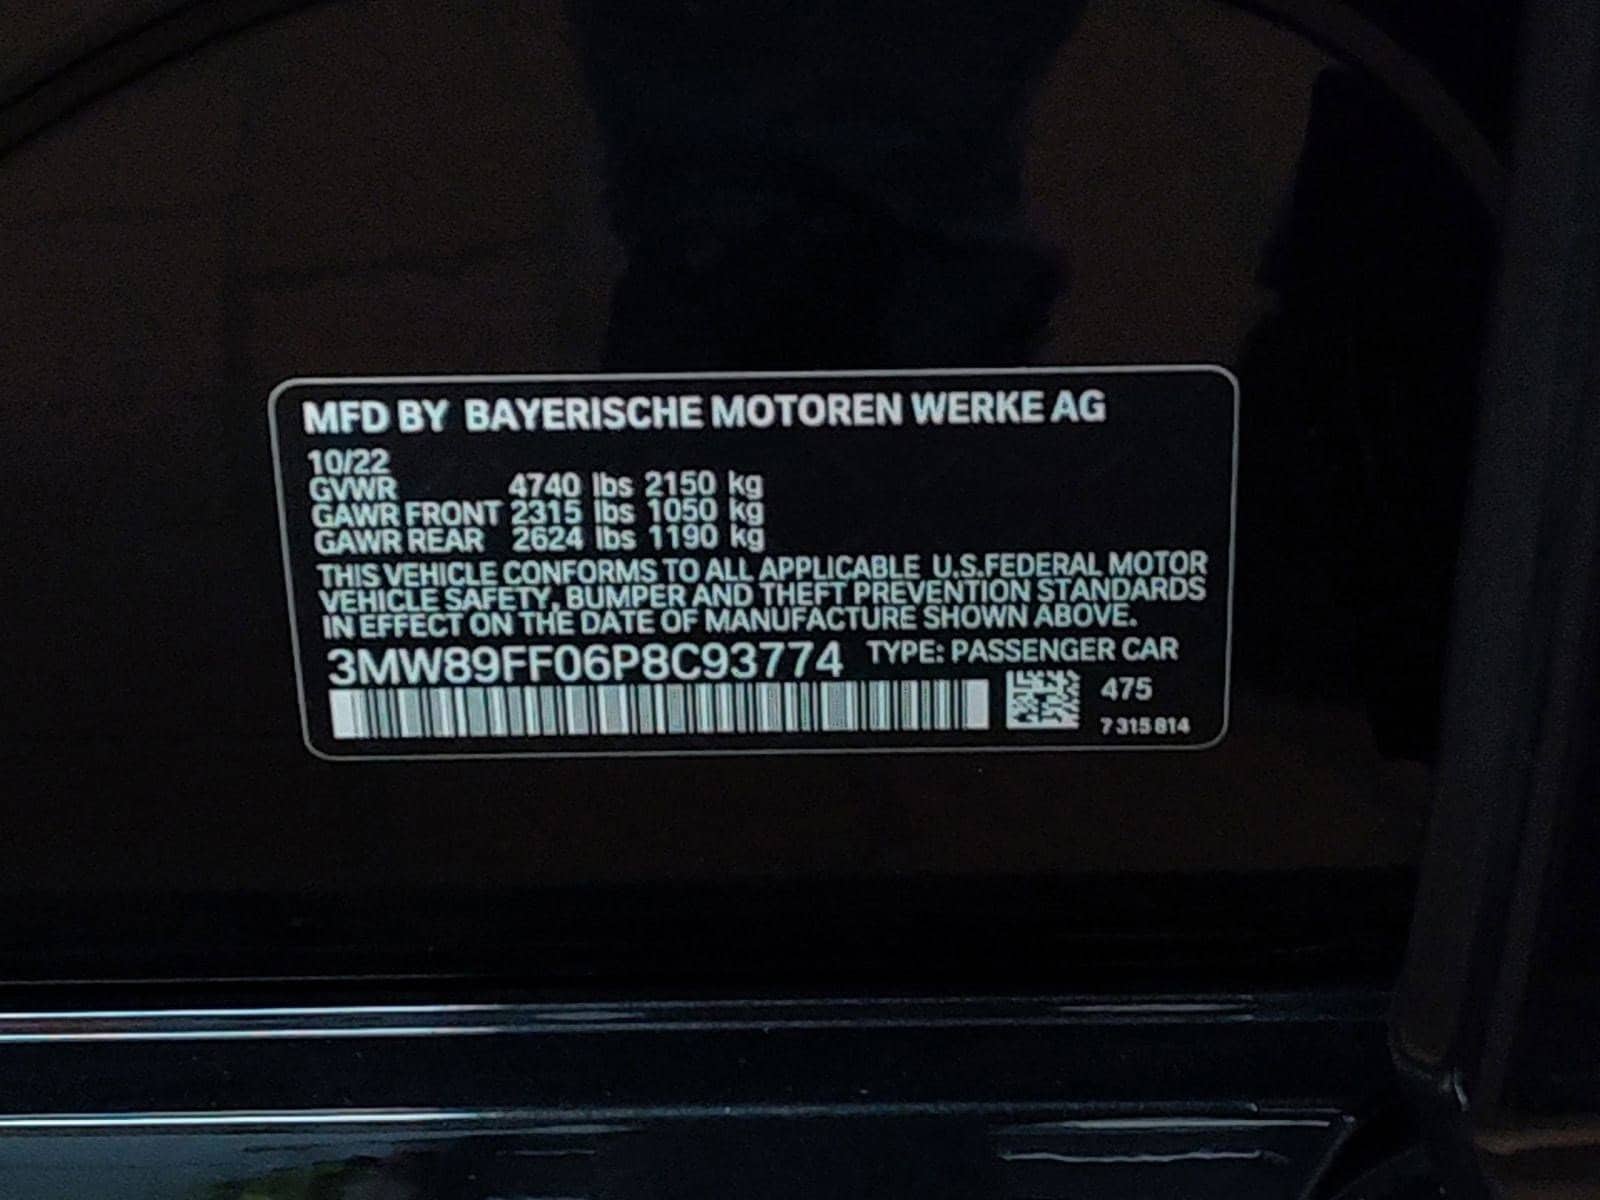 MFD BY BAYERISCHE MOTOREN WERKE AG
10/22
GVWR 4740 lbs 2150 kg
GAWR FRONT 2315 lbs 1050 kg
GAWR REAR 2624 lbs 1190 kg
THIS VEHICLE CONFORMS TO ALL APPLICABLE U.S.FEDERAL MOTOR
VEHICLE SAFETY, BUMPER AND THEFT PREVENTION STANDARDS
IN EFFECT ON THE DATE OF MANUFACTURE SHOWN ABOVE.
3MW89FF06P8C93774 TYPE: PASSENGER CAR
475
7 315 814